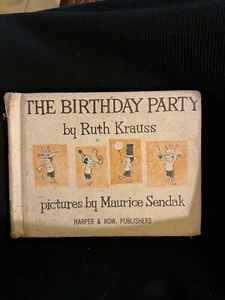 THE BIRTHDAY PARTY
by Ruth Krauss
pictures by Maurice Sendak
HARPER & ROW, PUBLISHERS